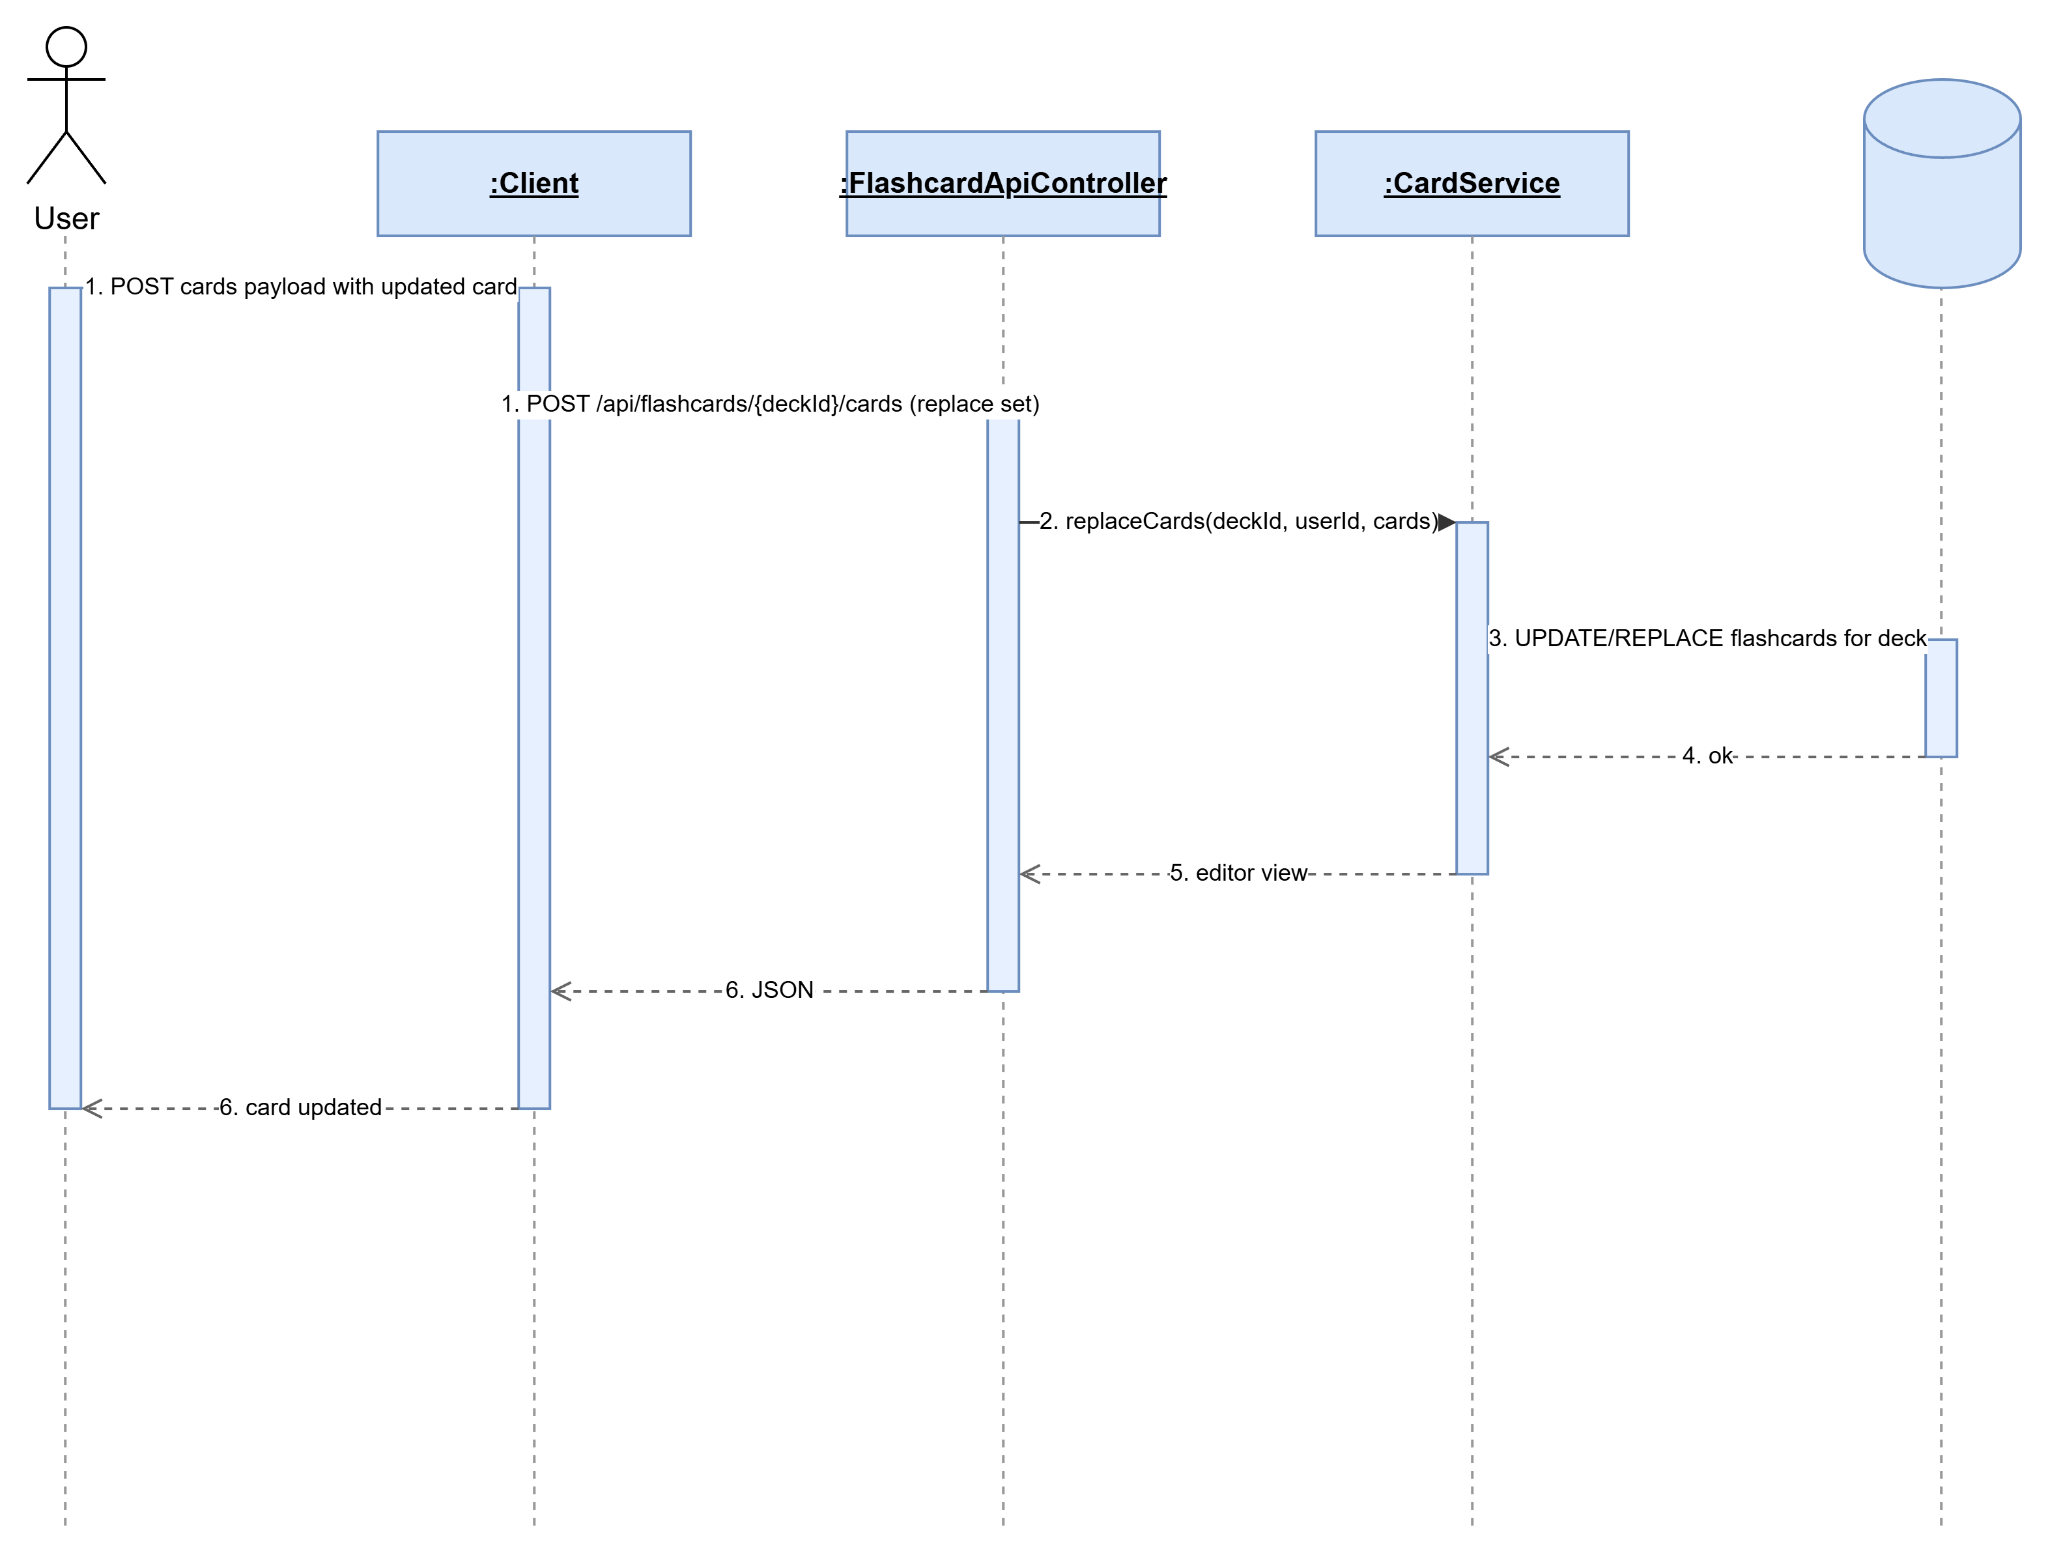 User
:Client
:FlashcardApiController
:CardService
1. POST cards payload with updated card
1. POST /api/flashcards/{deckId}/cards (replace set)
2. replaceCards(deckId, userId, cards)
3. UPDATE/REPLACE flashcards for deck
4. ok
5. editor view
6. JSON
6. card updated